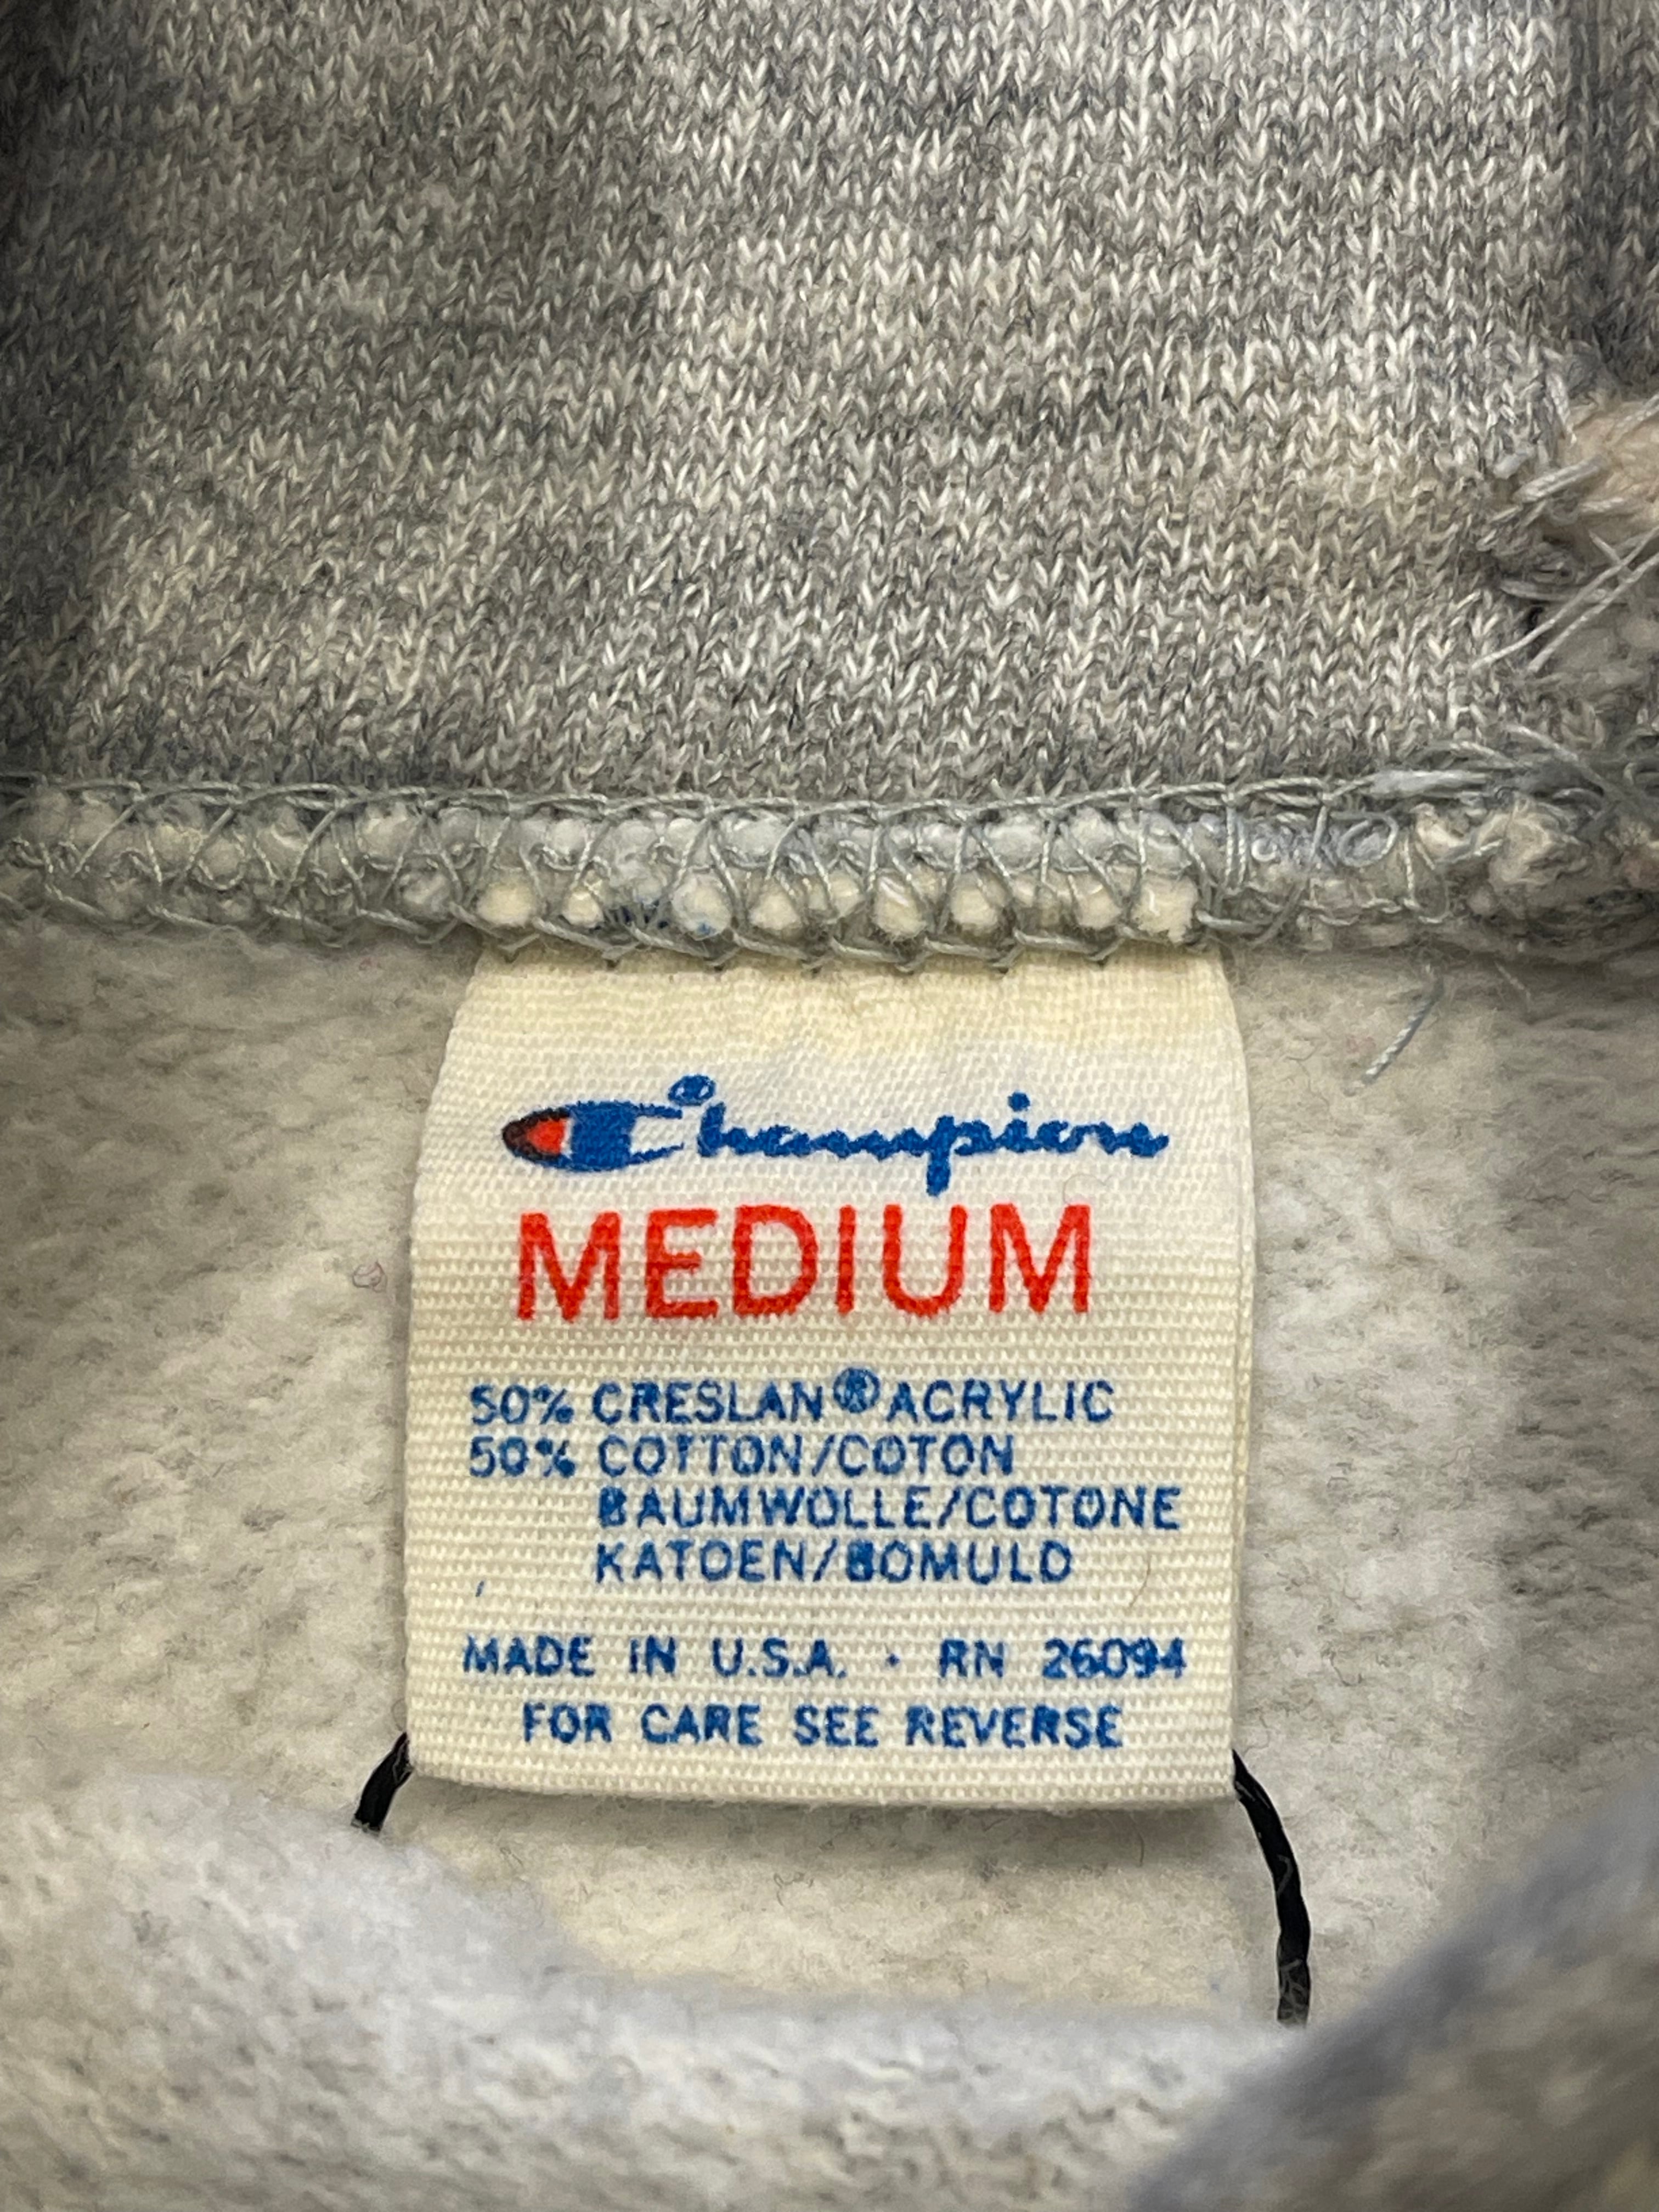 Champion
MEDIUM
50% CRESLAN® ACRYLIC
50% COTTON/COTON
BAUMWOLLE/COTONE
KATOEN/BOMULD
MADE IN U.S.A. · RN 26094
FOR CARE SEE REVERSE